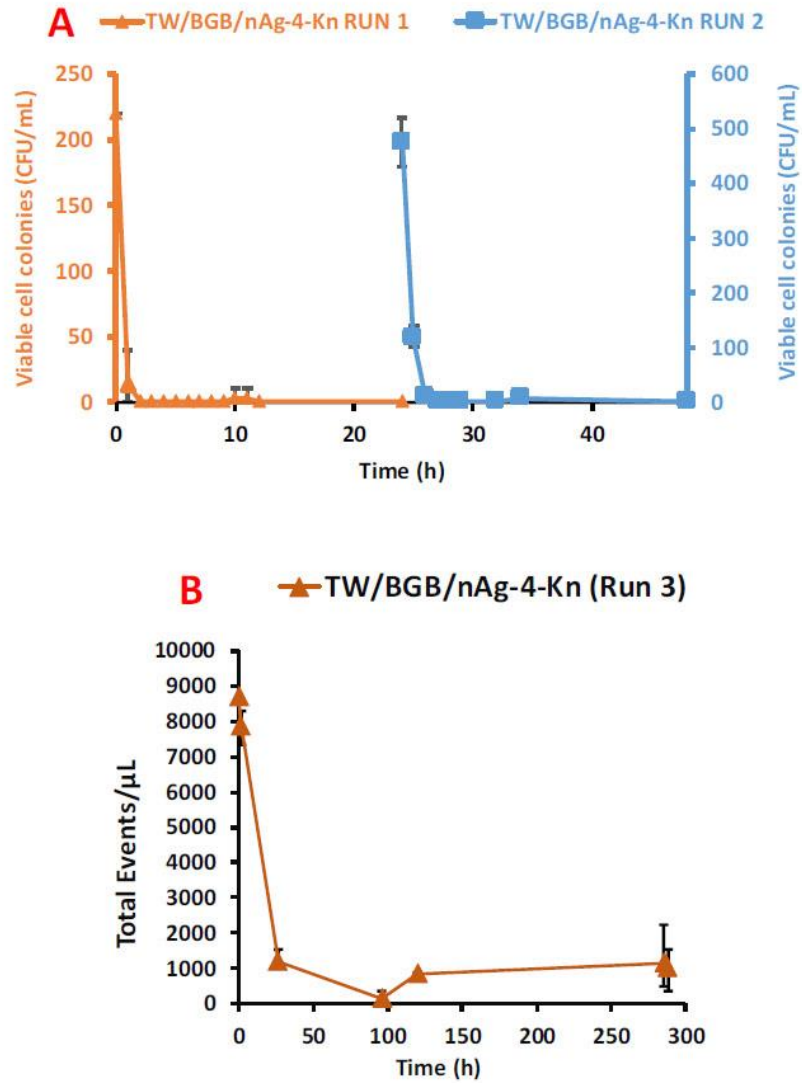 A
TW/BGB/nAg-4-Kn RUN 1
TW/BGB/nAg-4-Kn RUN 2
Viable cell colonies (CFU/mL)
250
200
150
100
50
0
600
500
400
300
200
100
0
Viable cell colonies (CFU/mL)
0 10 20 30 40
Time (h)
B
TW/BGB/nAg-4-Kn (Run 3)
Total Events/µL
10000
9000
8000
7000
6000
5000
4000
3000
2000
1000
0
0 50 100 150 200 250 300
Time (h)